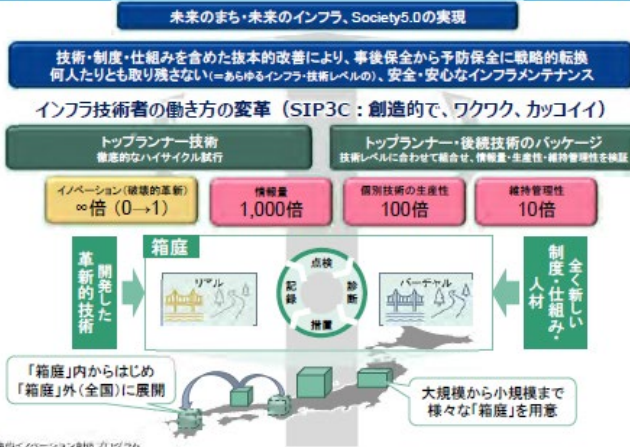 未来のまち・未来のインフラ、Society5.0の実現
技術・制度・仕組みを含めた抜本的改善により、事後保全から予防保全に戦略的転換
何人たりとも取り残さない(=あらゆるインフラ・技術レベルの)、安全・安心なインフラメンテナンス
インフラ技術者の働き方の変革(SIP3C:創造的で、ワクワク、カッコイイ)
トップランナー技術
徹底的なハイサイクル試行
トップランナー・後続技術のパッケージ
技術レベルに合わせて組合せ、情報量・生産性・維持管理性を検証
イノベーション(破壊的革新)
∞倍(0→1)
情報量
1,000倍
個別技術の生産性
100倍
維持管理性
10倍
開発した
革新的技術
箱庭
リアル
点検
診断
措置
記録
バーチャル
全く新しい
制度・仕組み・
人材
「箱庭」内からはじめ
「箱庭」外(全国)に展開
大規模から小規模まで
様々な「箱庭」を用意
イノベーション創造プログラム